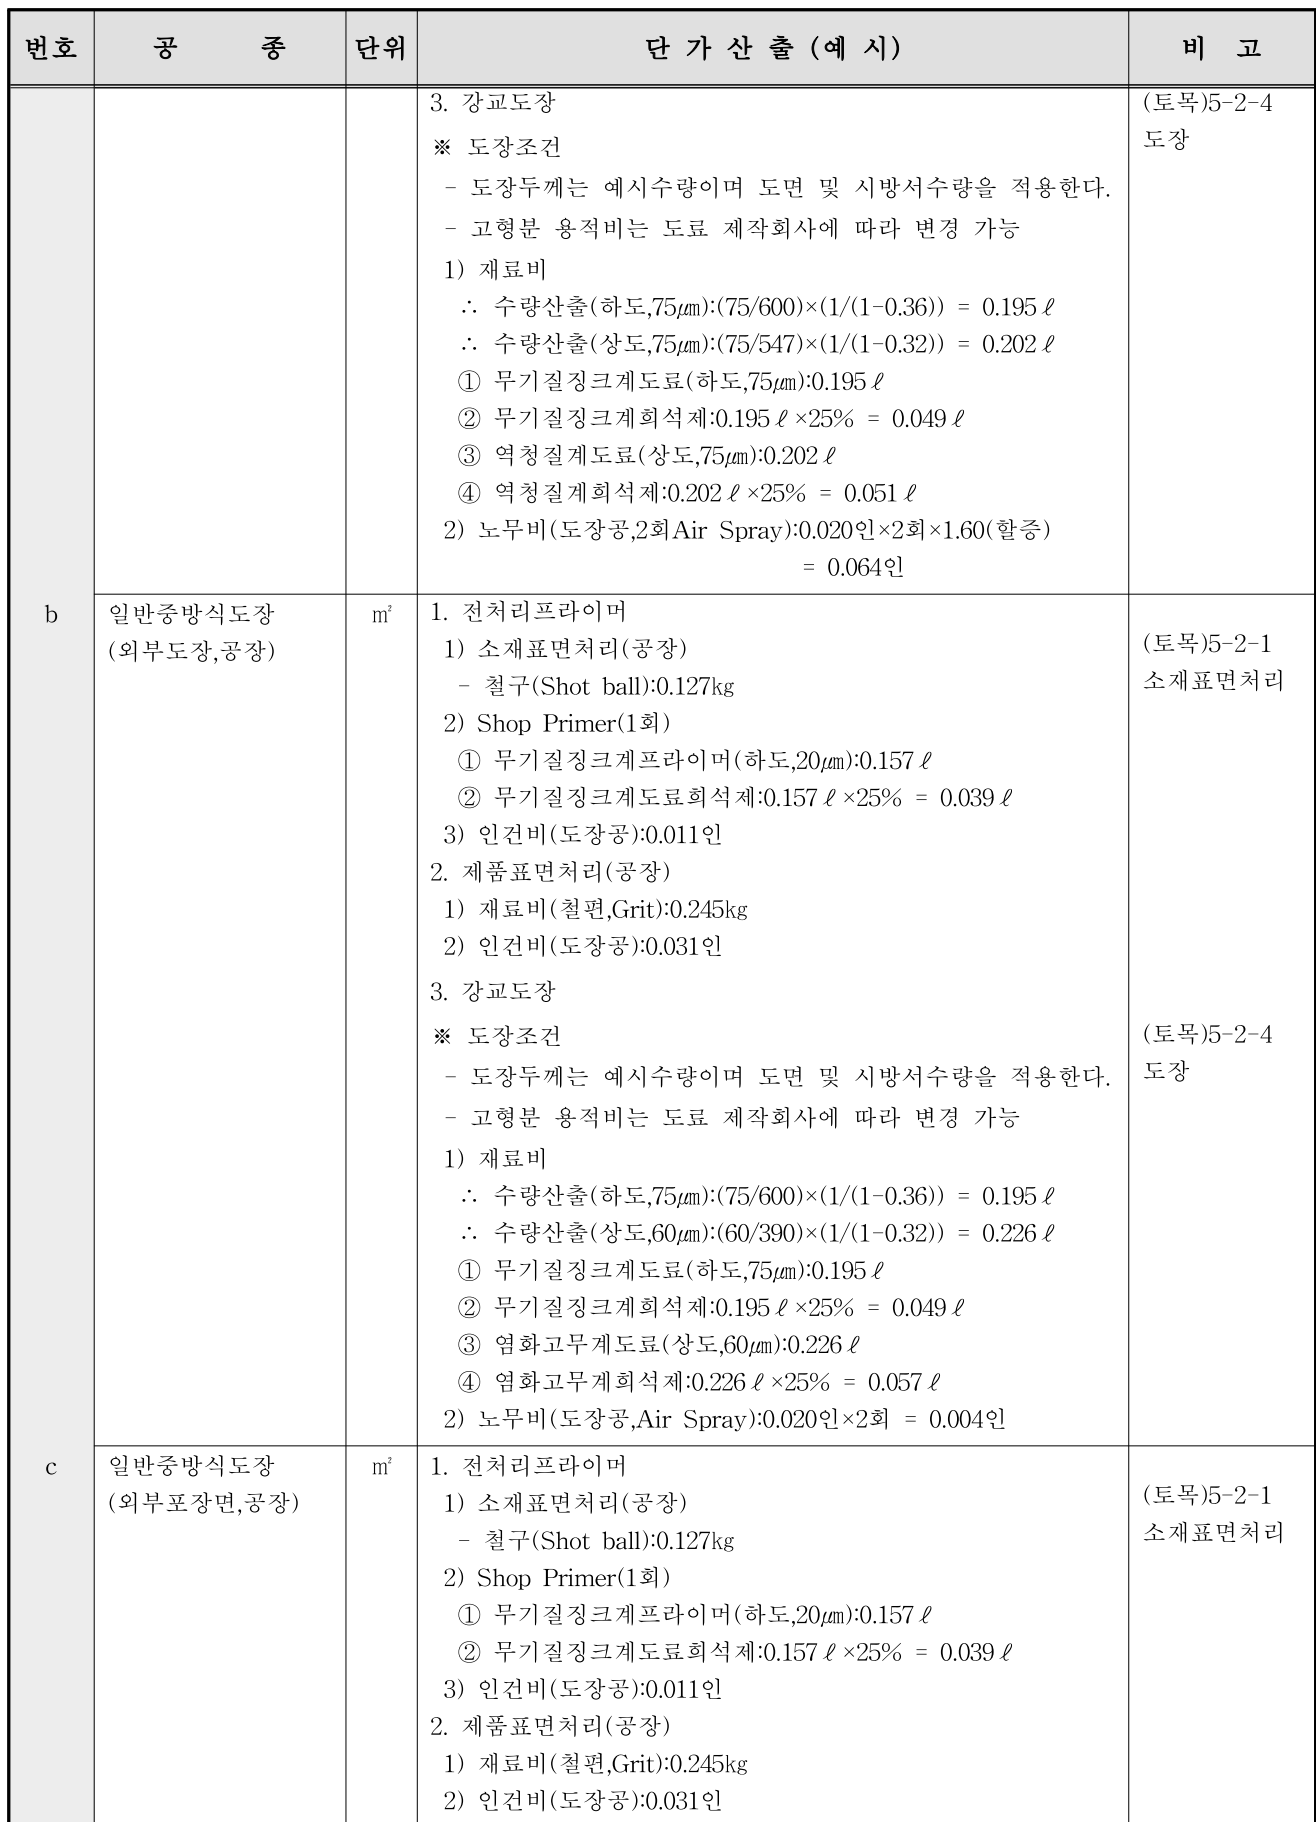 번호 공 종 단위 단 가 산 출 (예 시) 비 고
3. 강교도장
(토목)5-2-4
도장
※ 도장조건
- 도장두께는 예시수량이며 도면 및 시방서수량을 적용한다.
- 고형분 용적비는 도료 제작회사에 따라 변경 가능
1) 재료비
∴ 수량산출(하도,75㎛):(75/600)×(1/(1-0.36)) = 0.195ℓ
∴ 수량산출(상도,75㎛):(75/547)×(1/(1-0.32)) = 0.202ℓ
① 무기질징크계도료(하도,75㎛):0.195ℓ
② 무기질징크계희석제:0.195ℓ×25% = 0.049ℓ
③ 역청질계도료(상도,75㎛):0.202ℓ
④ 역청질계희석제:0.202ℓ×25% = 0.051ℓ
2) 노무비(도장공,2회Air Spray):0.020인×2회×1.60(할증)
= 0.064인
b
일반중방식도장
(외부도장,공장)
㎡
1. 전처리프라이머
1) 소재표면처리(공장)
- 철구(Shot ball):0.127kg
2) Shop Primer(1회)
① 무기질징크계프라이머(하도,20㎛):0.157ℓ
② 무기질징크계도료희석제:0.157ℓ×25% = 0.039ℓ
3) 인건비(도장공):0.011인
2. 제품표면처리(공장)
1) 재료비(철편,Grit):0.245kg
2) 인건비(도장공):0.031인
(토목)5-2-1
소재표면처리
3. 강교도장
※ 도장조건
- 도장두께는 예시수량이며 도면 및 시방서수량을 적용한다.
- 고형분 용적비는 도료 제작회사에 따라 변경 가능
1) 재료비
∴ 수량산출(하도,75㎛):(75/600)×(1/(1-0.36)) = 0.195ℓ
∴ 수량산출(상도,60㎛):(60/390)×(1/(1-0.32)) = 0.226ℓ
① 무기질징크계도료(하도,75㎛):0.195ℓ
② 무기질징크계희석제:0.195ℓ×25% = 0.049ℓ
③ 염화고무계도료(상도,60㎛):0.226ℓ
④ 염화고무계희석제:0.226ℓ×25% = 0.057ℓ
2) 노무비(도장공,Air Spray):0.020인×2회 = 0.004인
(토목)5-2-4
도장
c
일반중방식도장
(외부포장면,공장)
㎡
1. 전처리프라이머
1) 소재표면처리(공장)
- 철구(Shot ball):0.127kg
2) Shop Primer(1회)
① 무기질징크계프라이머(하도,20㎛):0.157ℓ
② 무기질징크계도료희석제:0.157ℓ×25% = 0.039ℓ
3) 인건비(도장공):0.011인
2. 제품표면처리(공장)
1) 재료비(철편,Grit):0.245kg
2) 인건비(도장공):0.031인
(토목)5-2-1
소재표면처리